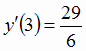 y′(3) = 29/6